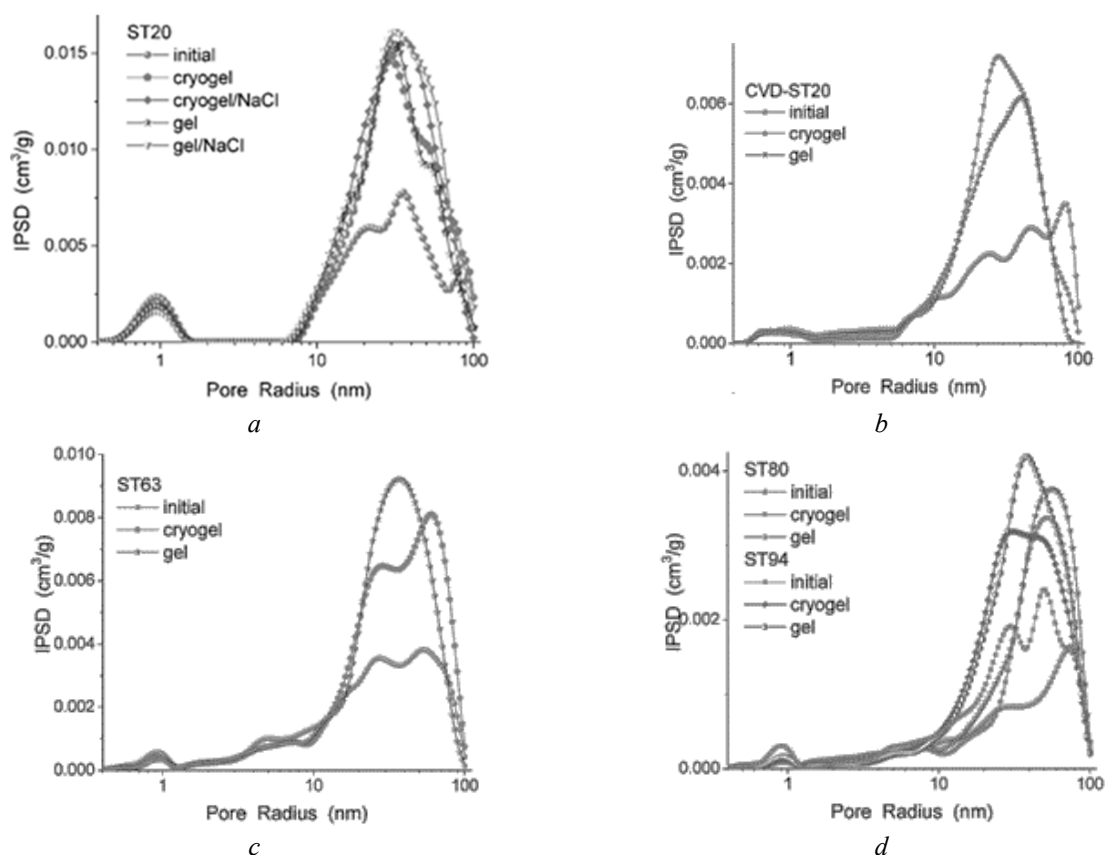 ST20
initial
cryogel
cryogel/NaCl
gel
gel/NaCl
IPSD (cm³/g)
0.015
0.010
0.005
0.000
1 10 100
Pore Radius (nm)
a
CVD-ST20
initial
cryogel
gel
IPSD (cm³/g)
0.006
0.004
0.002
0.000
1 10 100
Pore Radius (nm)
b
ST63
initial
cryogel
gel
IPSD (cm³/g)
0.010
0.008
0.006
0.004
0.002
0.000
1 10 100
Pore Radius (nm)
c
ST80
initial
cryogel
gel
ST94
initial
cryogel
gel
IPSD (cm³/g)
0.004
0.002
0.000
1 10 100
Pore Radius (nm)
d